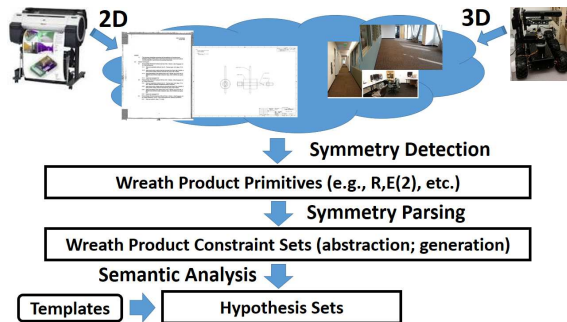 2D
3D
Symmetry Detection
Wreath Product Primitives (e.g., R,E(2), etc.)
Symmetry Parsing
Wreath Product Constraint Sets (abstraction; generation)
Semantic Analysis
Templates
Hypothesis Sets